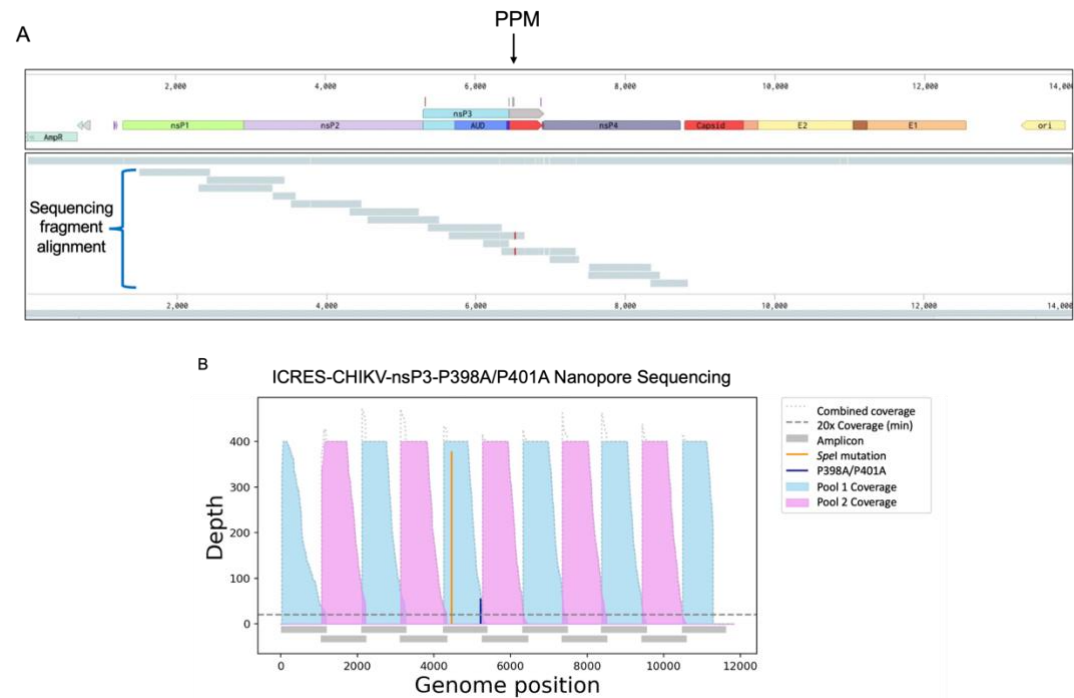 A
PPM
2,000 4,000 6,000 8,000 10,000 12,000 14,000
nsP3
AmpR nsP1 nsP2 AUD nsP4 Capsid E2 E1 ori
Sequencing
fragment
alignment
2,000 4,000 6,000 8,000 10,000 12,000 14,000
B
ICRES-CHIKV-nsP3-P398A/P401A Nanopore Sequencing
Combined coverage
20x Coverage (min)
Amplicon
SpeI mutation
P398A/P401A
Pool 1 Coverage
Pool 2 Coverage
Depth
400
300
200
100
0
0 2000 4000 6000 8000 10000 12000
Genome position